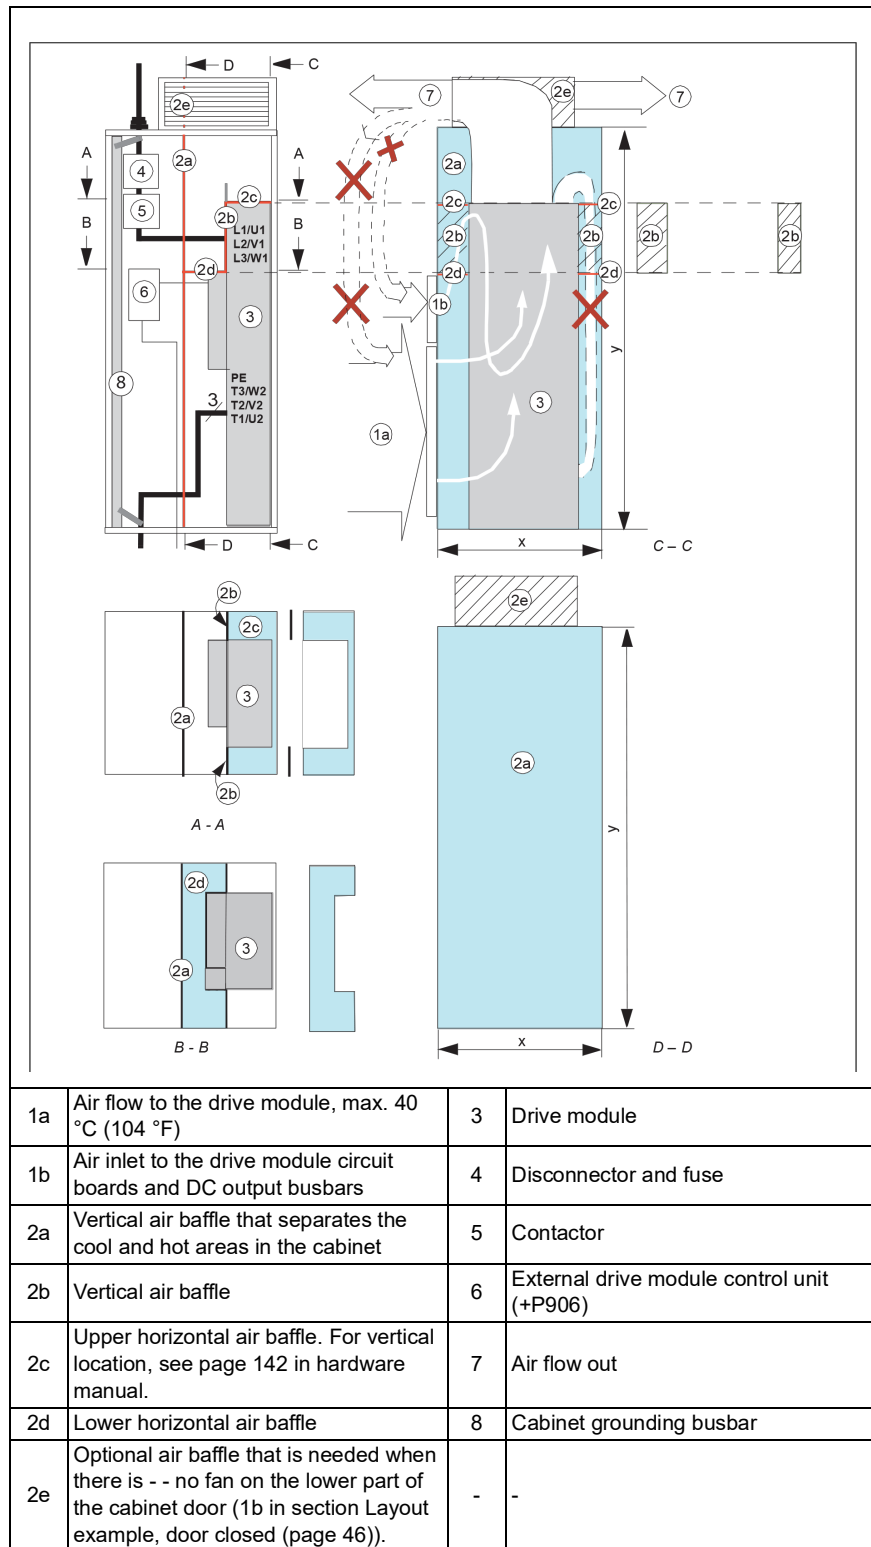 D
C
2e
7
2e
7
A
4
2a
A
2a
2c
2c
2c
5
2b
B
L1/U1
B
2b
2b
2b
2b
L2/V1
L3/W1
2d
2d
2d
6
1b
3
y
8
PE
T3/W2
3
T2/V2
T1/U2
3
1a
D
C
x
C – C
2b
2e
2c
3
2a
2b
A - A
2a
y
2d
3
2a
B - B
x
D – D
1a Air flow to the drive module, max. 40
°C (104 °F)
3 Drive module
1b Air inlet to the drive module circuit
boards and DC output busbars
4 Disconnector and fuse
2a Vertical air baffle that separates the
cool and hot areas in the cabinet
5 Contactor
2b Vertical air baffle
6 External drive module control unit
(+P906)
2c Upper horizontal air baffle. For vertical
location, see page 142 in hardware
manual.
7 Air flow out
2d Lower horizontal air baffle
8 Cabinet grounding busbar
2e Optional air baffle that is needed when
there is - - no fan on the lower part of
the cabinet door (1b in section Layout
example, door closed (page 46)).
- -